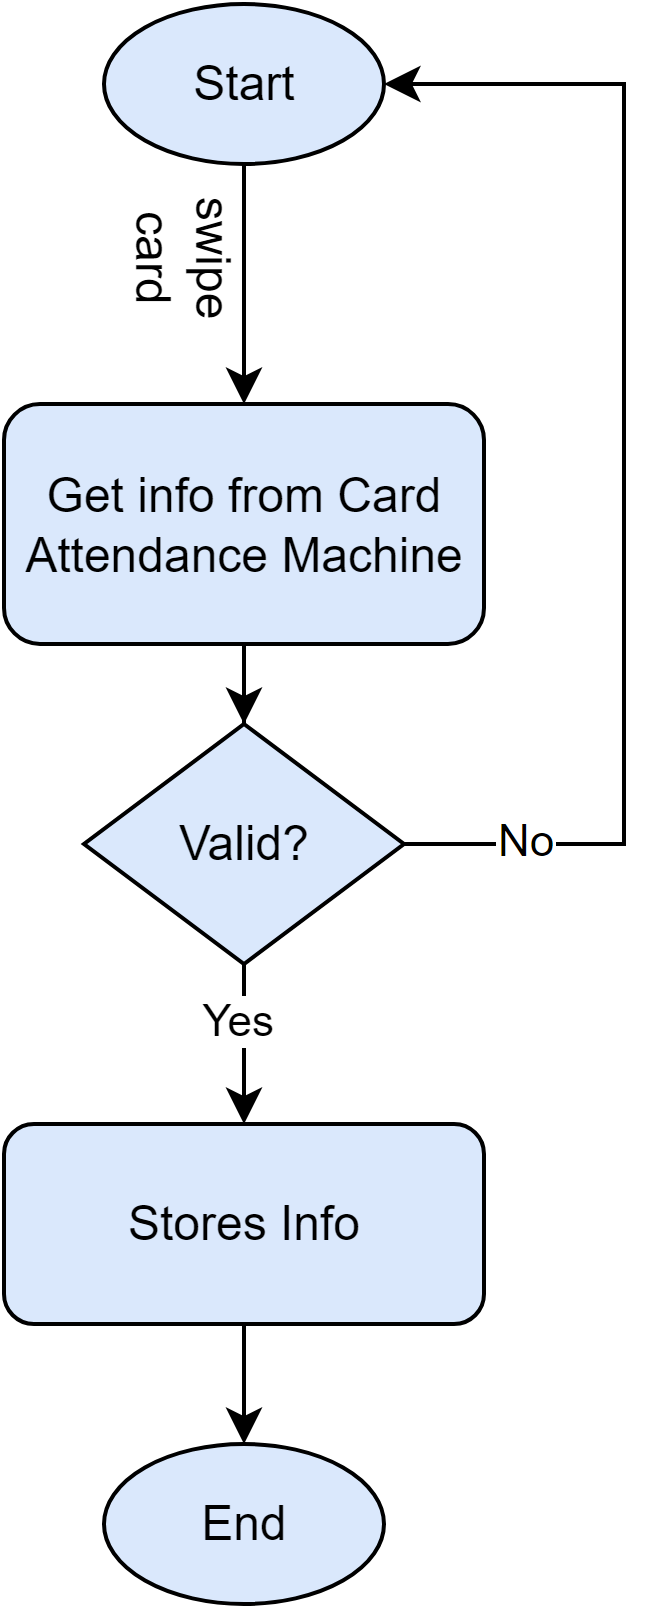 Start
swipe
card
Get info from Card
Attendance Machine
Valid?
No
Yes
Stores Info
End